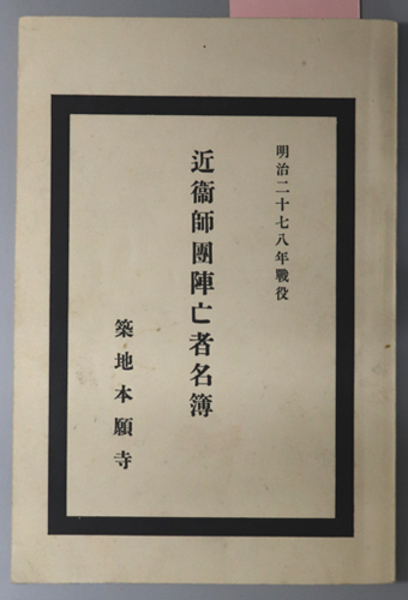 明治二十七八年戰役
近衞師團陣亡者名簿
築地本願寺